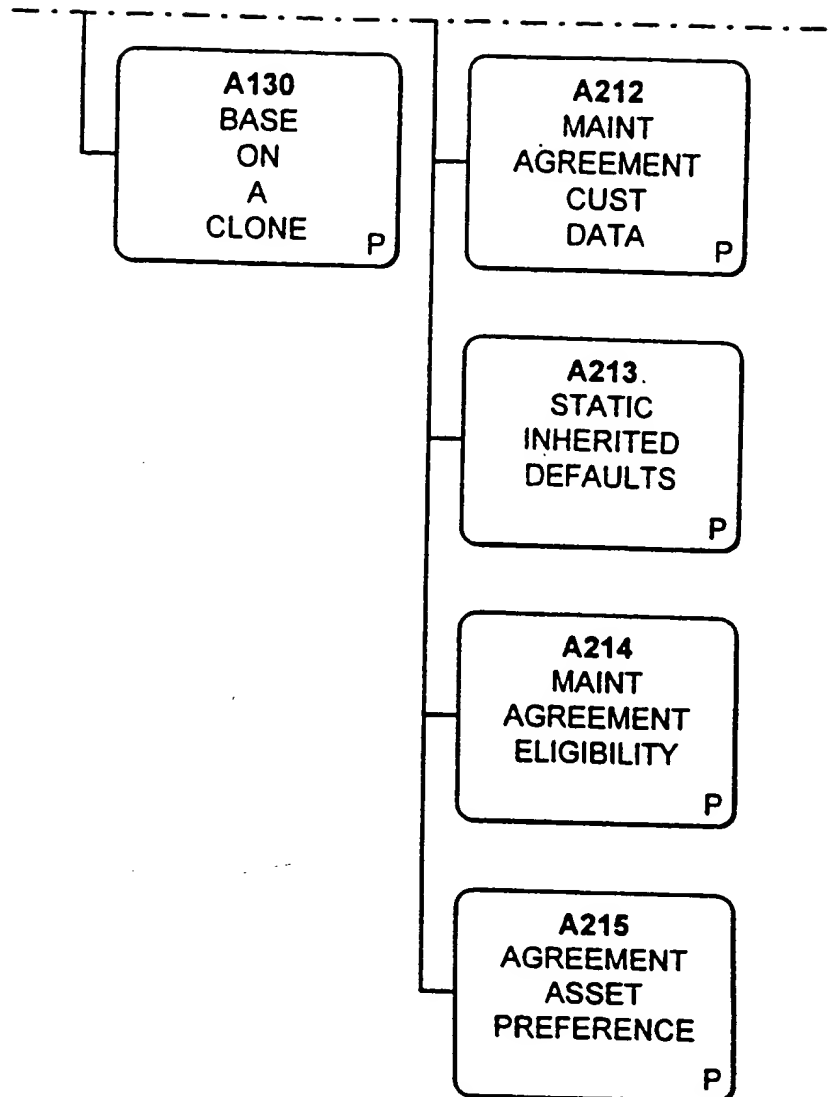 A130
BASE
ON
A
CLONE
P
A212
MAINT
AGREEMENT
CUST
DATA
P
A213.
STATIC
INHERITED
DEFAULTS
P
A214
MAINT
AGREEMENT
ELIGIBILITY
P
A215
AGREEMENT
ASSET
PREFERENCE
P